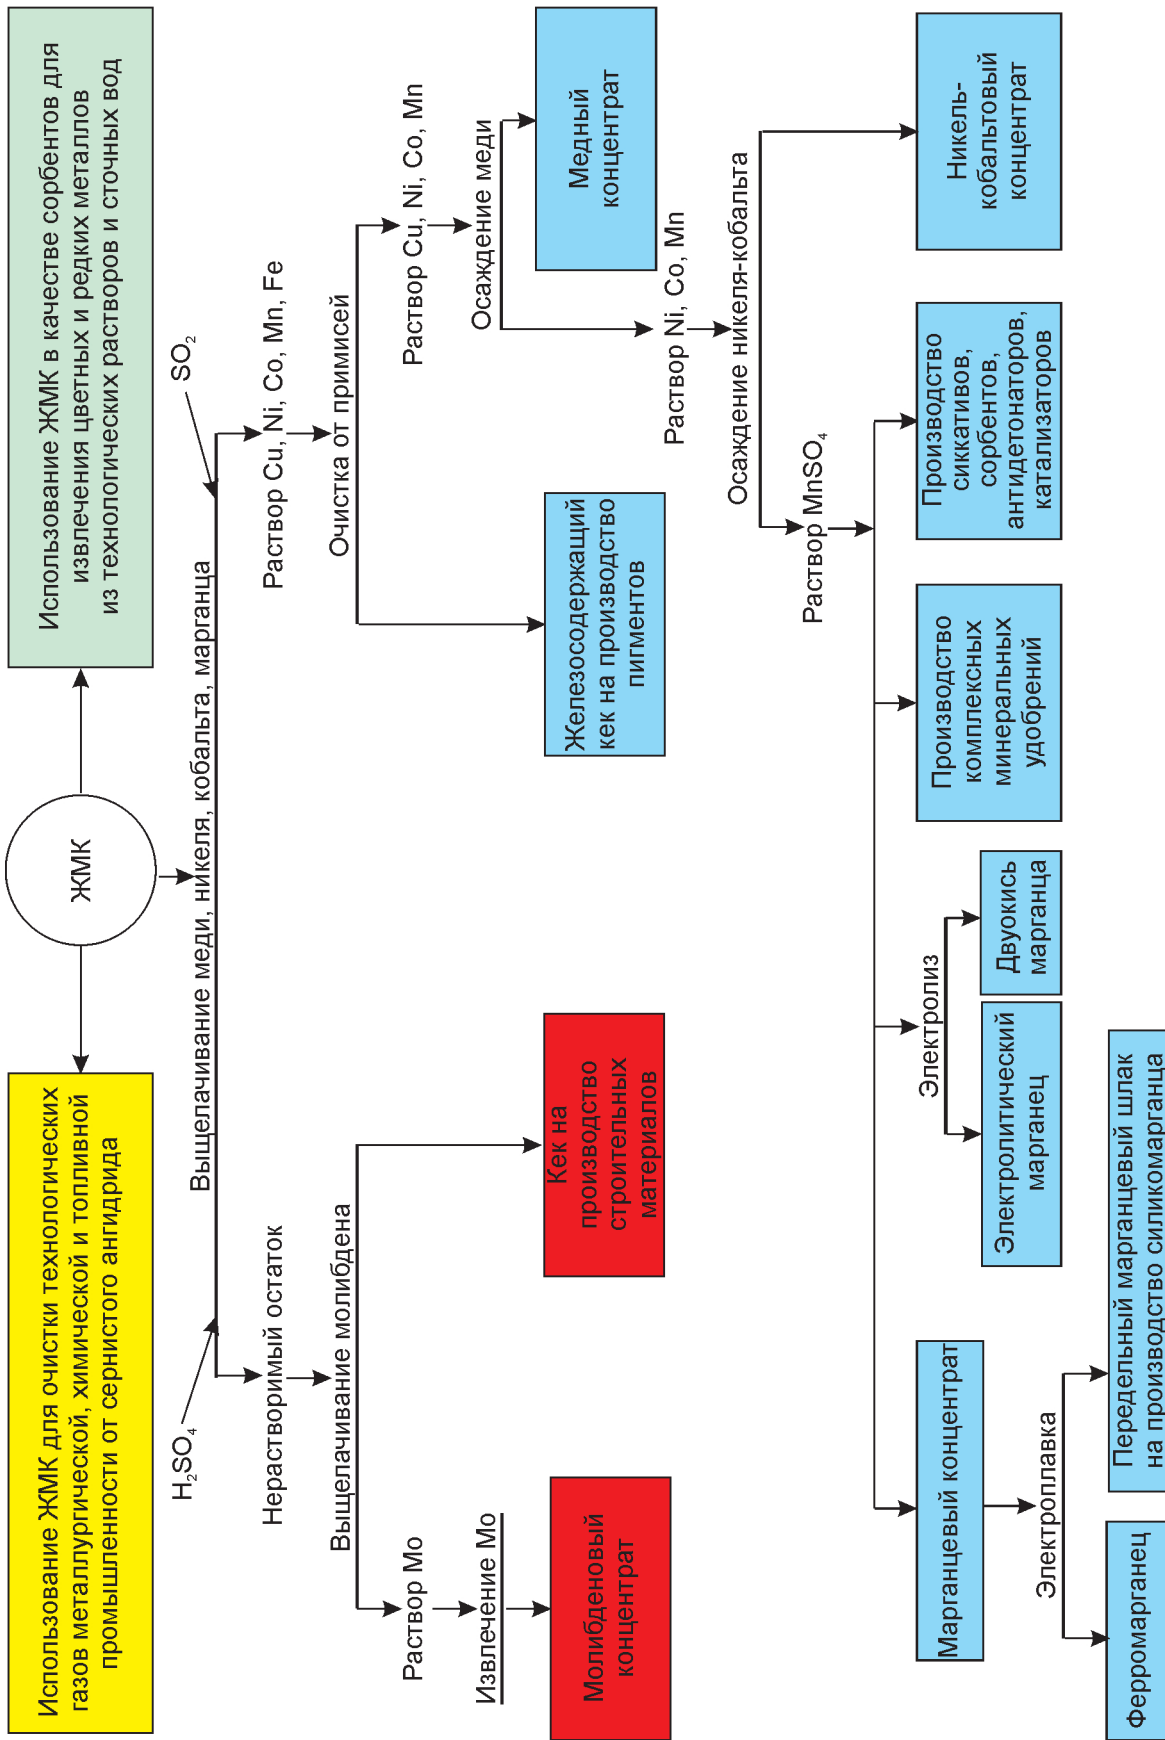 Использование ЖМК для очистки технологических
газов металлургической, химической и топливной
промышленности от сернистого ангидрида
ЖМК
Использование ЖМК в качестве сорбентов для
извлечения цветных и редких металлов
из технологических растворов и сточных вод
H₂SO₄
Выщелачивание меди, никеля, кобальта, марганца
SO₂
Нерастворимый остаток
Раствор Cu, Ni, Co, Mn, Fe
Выщелачивание молибдена
Очистка от примисей
Раствор Мо
Раствор Cu, Ni, Co, Mn
Извлечение Мо
Осаждение меди
Молибденовый
концентрат
Кек на
производство
строительных
материалов
Железосодержащий
кек на производство
пигментов
Медный
концентрат
Раствор Ni, Co, Mn
Осаждение никеля-кобальта
Раствор MnSO₄
Марганцевый концентрат
Электролиз
Электролитический
марганец
Двуокись
марганца
Производство
комплексных
минеральных
удобрений
Производство
сиккативов,
сорбентов,
антидетонаторов,
катализаторов
Никель-
кобальтовый
концентрат
Электроплавка
Ферромарганец
Передельный марганцевый шлак
на производство силикомарганца